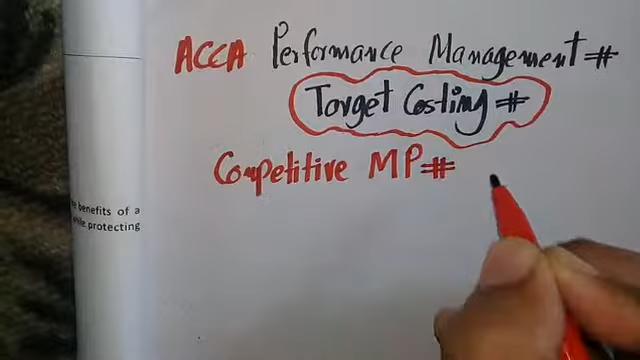 ACCA Performance Management #
Target Costing #
Competitive MP #
benefits of a
while protecting